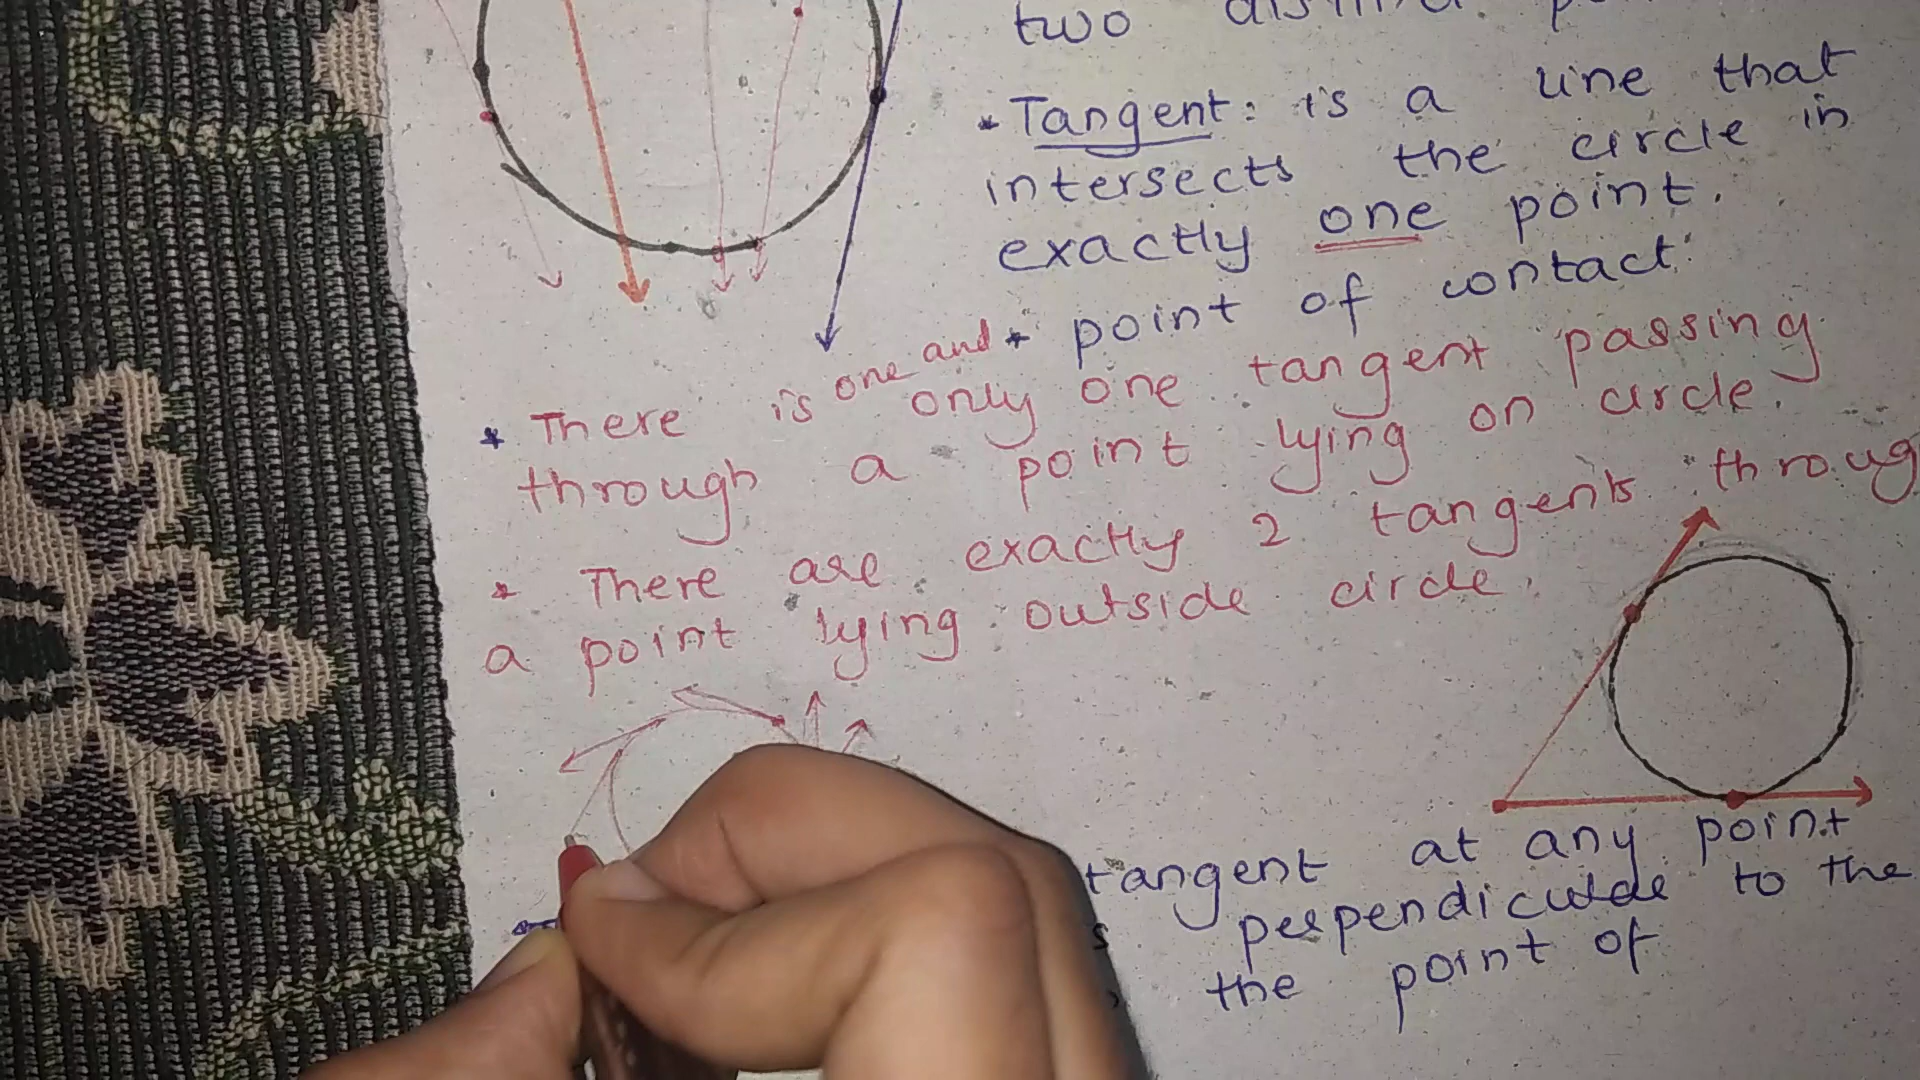 two
* Tangent: is a line that
intersects the circle in
exactly one point.
* point of contact
* There is one and only one tangent passing
through a point lying on circle.
* There are exactly 2 tangents throug
a point lying outside circle.
tangent at any point
perpendicular to the
the point of